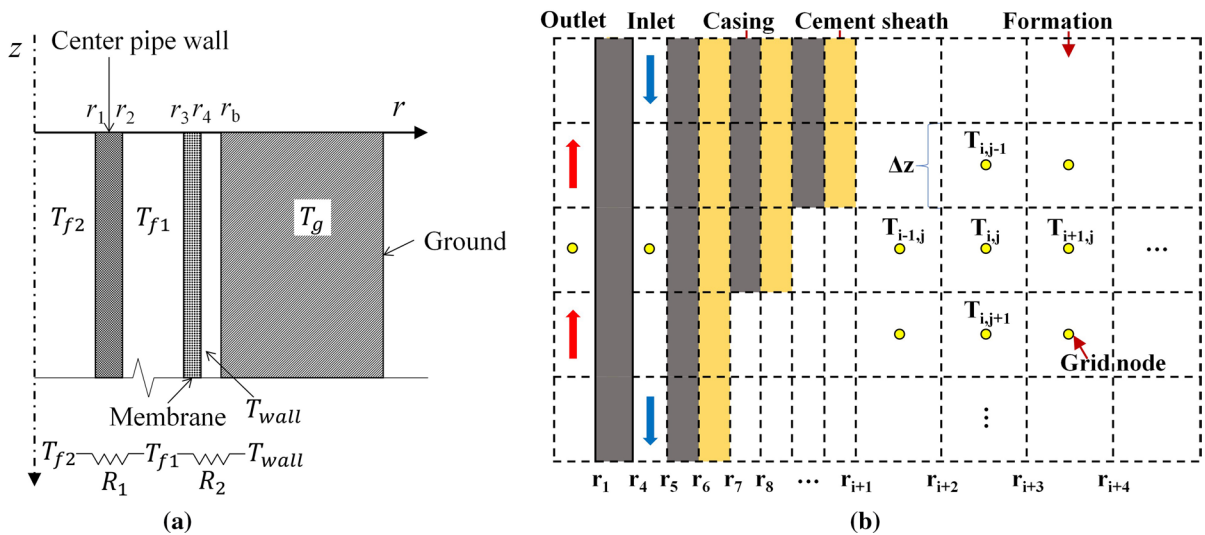 Center pipe wall
z
r1 r2 r3 r4 rb r
Tf2 Tf1 Tg
Ground
Membrane Twall
Tf2 Tf1 Twall
R1 R2
(a)
Outlet Inlet Casing Cement sheath Formation
Ti,j-1
Δz
Ti-1,j Ti,j Ti+1,j ...
Ti,j+1
Grid node
⋮
r1 r4 r5 r6 r7 r8 ... ri+1 ri+2 ri+3 ri+4
(b)